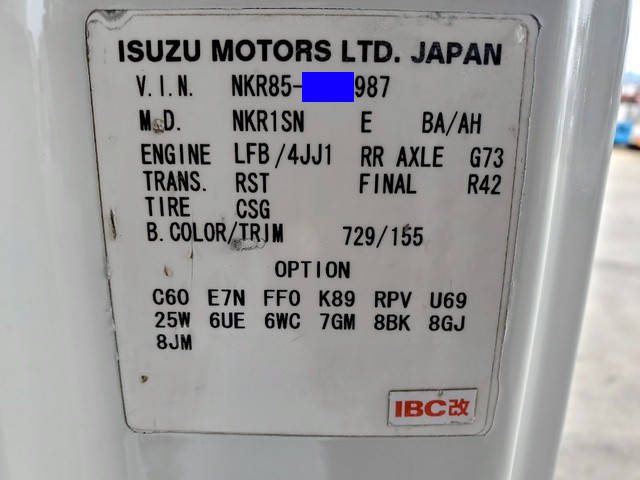 ISUZU MOTORS LTD. JAPAN
V.I.N. NKR85-987
M.D. NKR1SN E BA/AH
ENGINE LFB/4JJ1 RR AXLE G73
TRANS. RST FINAL R42
TIRE CSG
B.COLOR/TRIM 729/155
OPTION
C60 E7N FF0 K89 RPV U69
25W 6UE 6WC 7GM 8BK 8GJ
8JM
IBC改